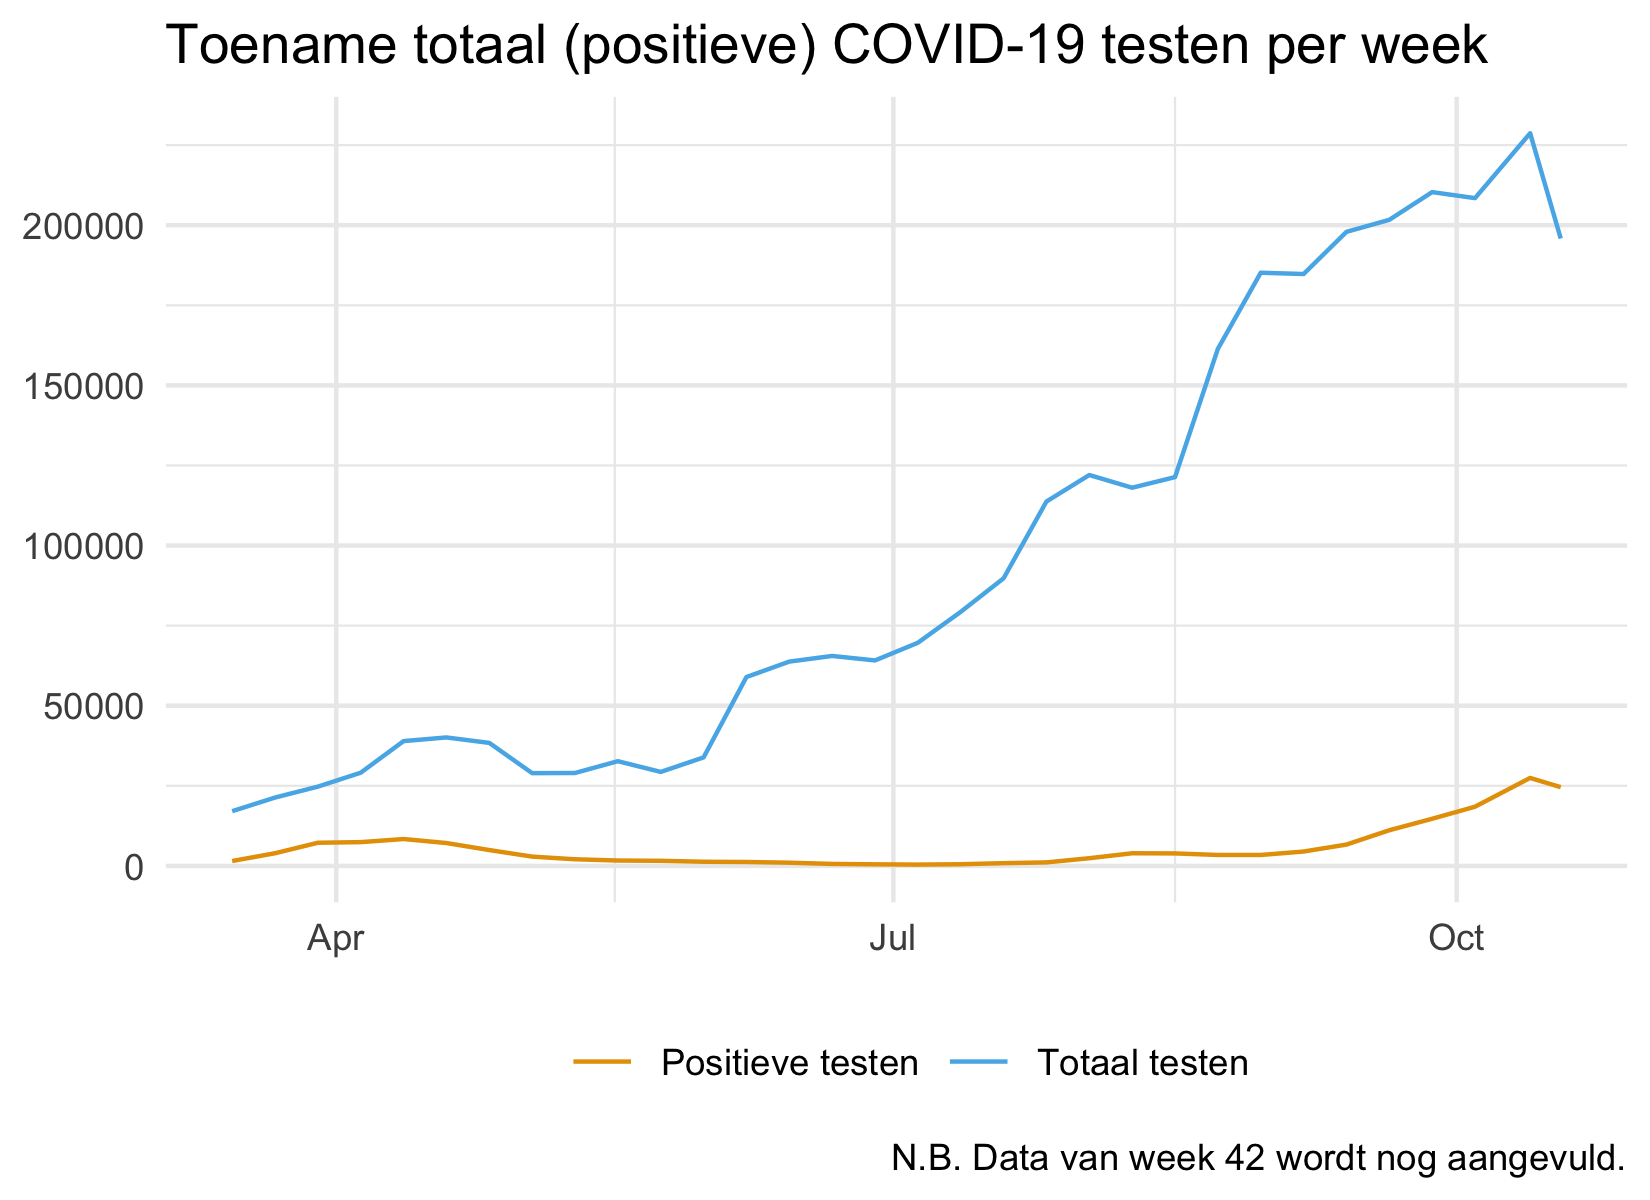 Toename totaal (positieve) COVID-19 testen per week
200000
150000
100000
50000
0
Apr Jul Oct
Positieve testen Totaal testen
N.B. Data van week 42 wordt nog aangevuld.